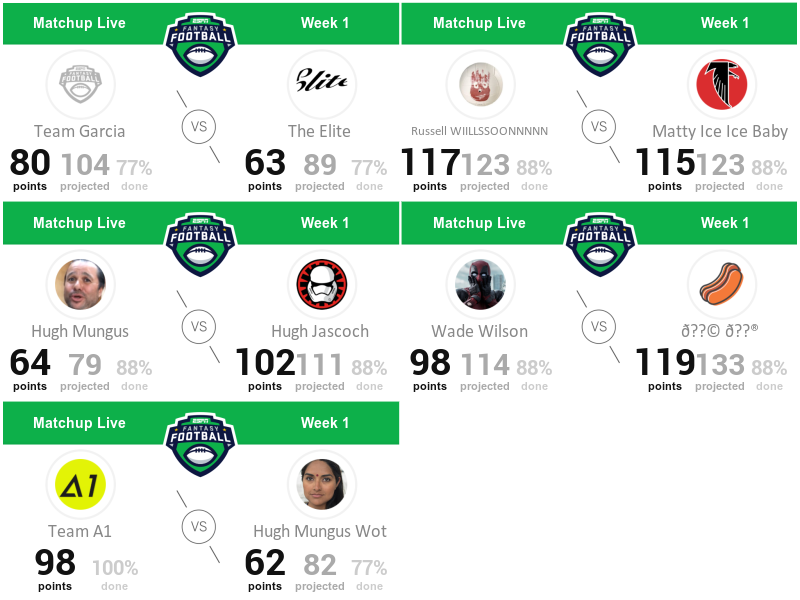 Matchup Live
ESPN
FANTASY
FOOTBALL
Week 1
ESPN
FANTASY
FOOTBALL
Team Garcia
VS
Elite
The Elite
80 104 77%
points projected done
63 89 77%
points projected done
Matchup Live
ESPN
FANTASY
FOOTBALL
Week 1
Russell WIILLSSOONNNNN
VS
Matty Ice Ice Baby
117 123 88%
points projected done
115 123 88%
points projected done
Matchup Live
ESPN
FANTASY
FOOTBALL
Week 1
Hugh Mungus
VS
Hugh Jascoch
64 79 88%
points projected done
102 111 88%
points projected done
Matchup Live
ESPN
FANTASY
FOOTBALL
Week 1
Wade Wilson
VS
ð??© ð??®
98 114 88%
points projected done
119 133 88%
points projected done
Matchup Live
ESPN
FANTASY
FOOTBALL
Week 1
A1
Team A1
VS
Hugh Mungus Wot
98 100%
points done
62 82 77%
points projected done